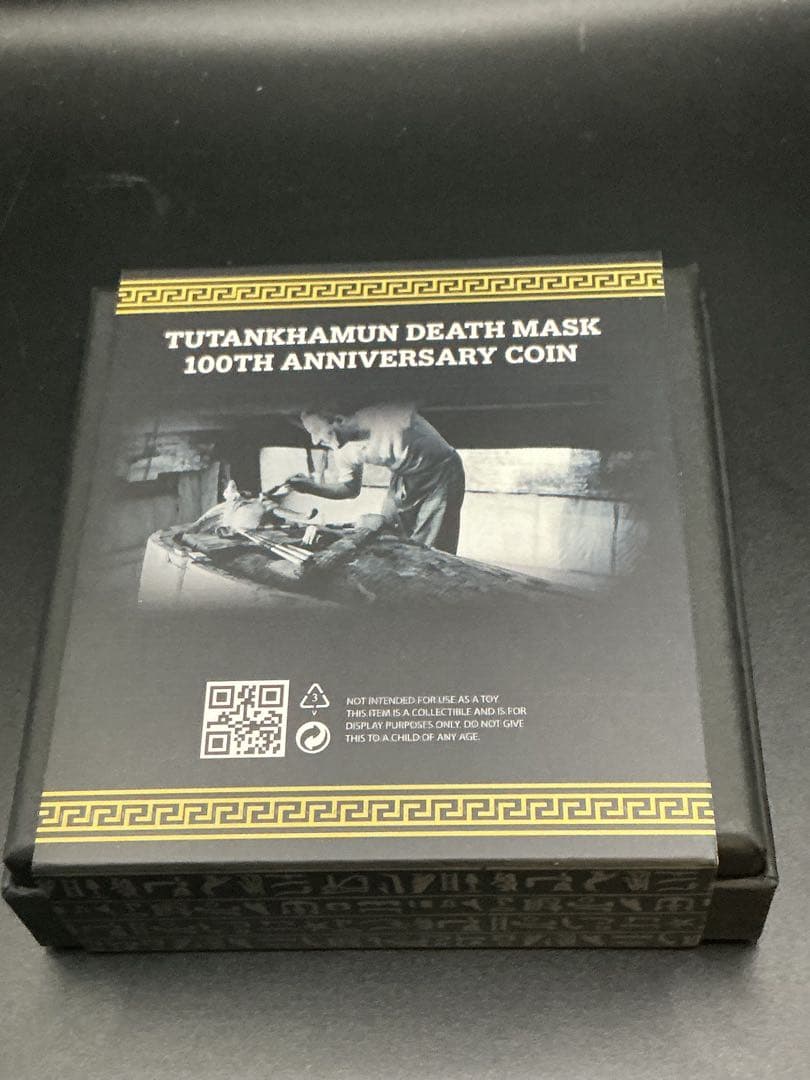 TUTANKHAMUN DEATH MASK
100TH ANNIVERSARY COIN
3
V
NOT INTENDED FOR USE AS A TOY
THIS ITEM IS A COLLECTIBLE AND IS FOR
DISPLAY PURPOSES ONLY. DO NOT GIVE
THIS TO A CHILD OF ANY AGE.